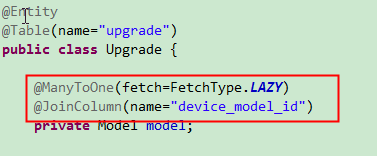 @Entity
@Table(name="upgrade")
public class Upgrade {
@ManyToOne(fetch=FetchType.LAZY)
@JoinColumn(name="device_model_id")
private Model model;